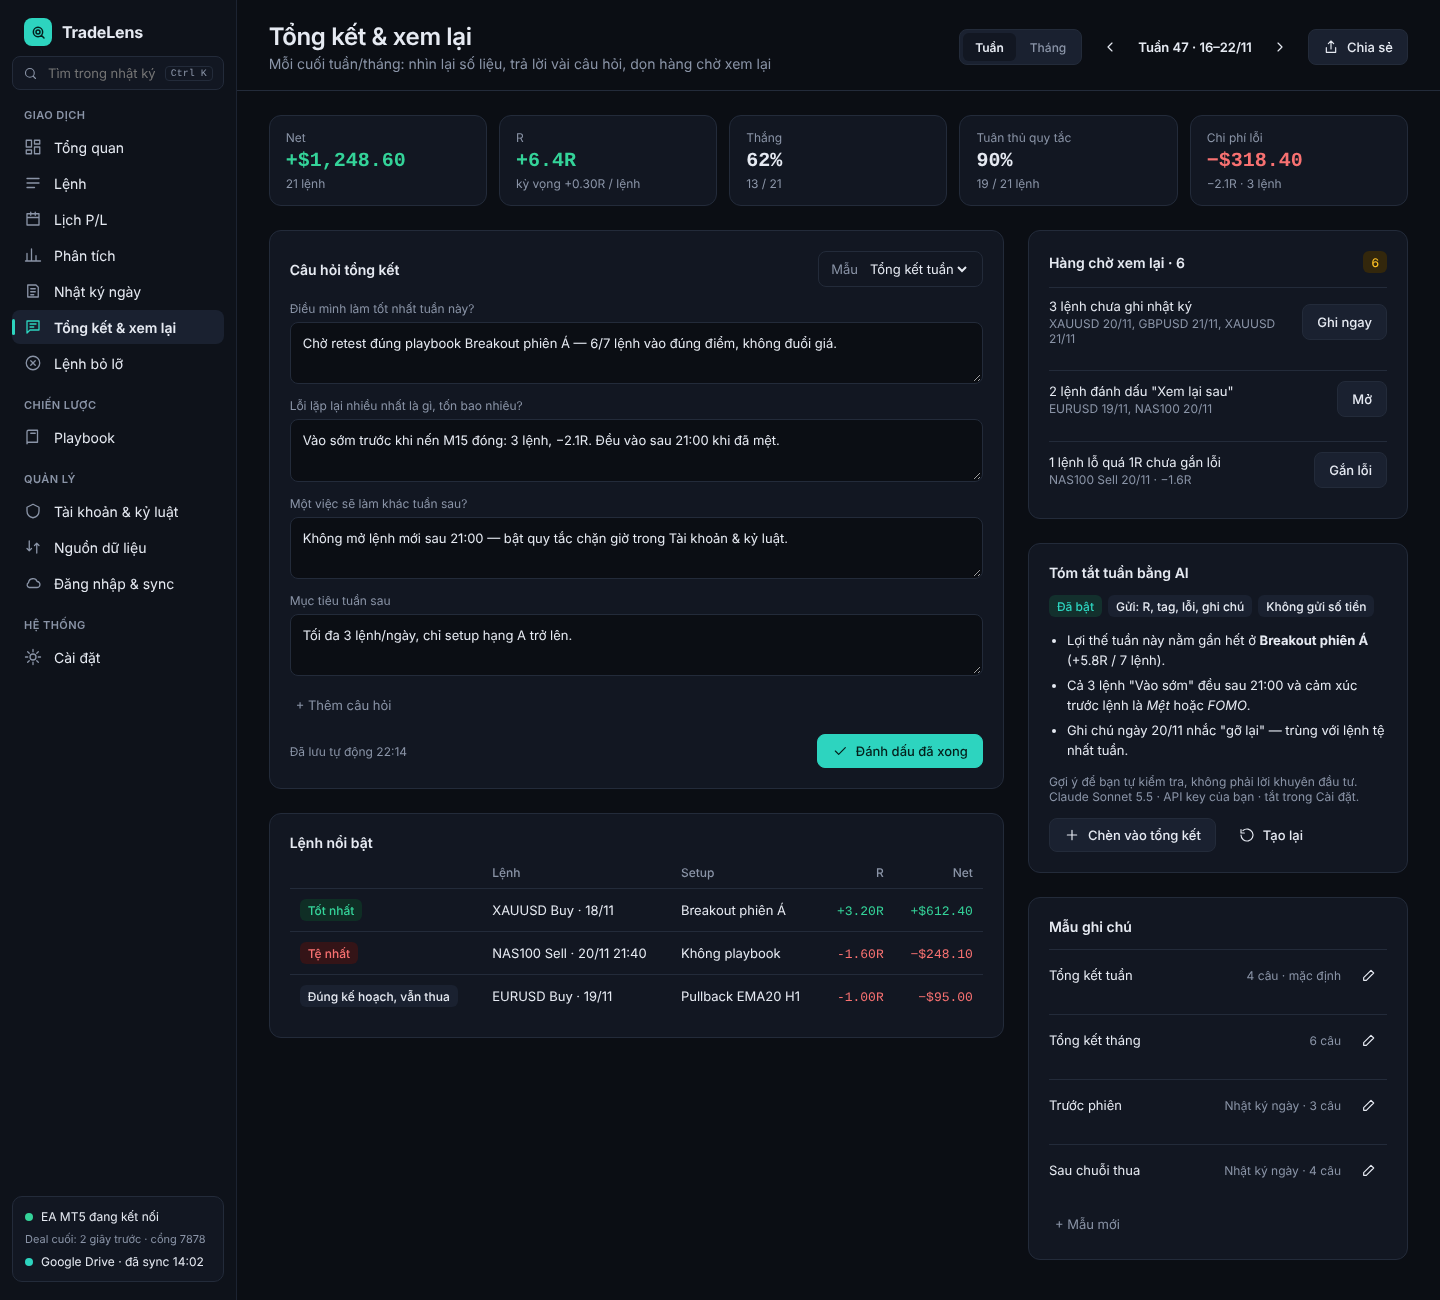 TradeLens
Tìm trong nhật ký
Ctrl K
GIAO DỊCH
Tổng quan
Lệnh
Lịch P/L
Phân tích
Nhật ký ngày
Tổng kết & xem lại
Lệnh bỏ lỡ
CHIẾN LƯỢC
Playbook
QUẢN LÝ
Tài khoản & kỷ luật
Nguồn dữ liệu
Đăng nhập & sync
HỆ THỐNG
Cài đặt
EA MT5 đang kết nối
Deal cuối: 2 giây trước · cổng 7878
Google Drive · đã sync 14:02
Tổng kết & xem lại
Mỗi cuối tuần/tháng: nhìn lại số liệu, trả lời vài câu hỏi, dọn hàng chờ xem lại
Tuần
Tháng
Tuần 47 · 16–22/11
Chia sẻ
Net
+$1,248.60
21 lệnh
R
+6.4R
kỳ vọng +0.30R / lệnh
Thắng
62%
13 / 21
Tuân thủ quy tắc
90%
19 / 21 lệnh
Chi phí lỗi
−$318.40
−2.1R · 3 lệnh
Câu hỏi tổng kết
Mẫu Tổng kết tuần
Điều mình làm tốt nhất tuần này?
Chờ retest đúng playbook Breakout phiên Á — 6/7 lệnh vào đúng điểm, không đuổi giá.
Lỗi lặp lại nhiều nhất là gì, tốn bao nhiêu?
Vào sớm trước khi nến M15 đóng: 3 lệnh, −2.1R. Đều vào sau 21:00 khi đã mệt.
Một việc sẽ làm khác tuần sau?
Không mở lệnh mới sau 21:00 — bật quy tắc chặn giờ trong Tài khoản & kỷ luật.
Mục tiêu tuần sau
Tối đa 3 lệnh/ngày, chỉ setup hạng A trở lên.
+ Thêm câu hỏi
Đã lưu tự động 22:14
Đánh dấu đã xong
Lệnh nổi bật
Lệnh Setup R Net
Tốt nhất XAUUSD Buy · 18/11 Breakout phiên Á +3.20R +$612.40
Tệ nhất NAS100 Sell · 20/11 21:40 Không playbook -1.60R −$248.10
Đúng kế hoạch, vẫn thua EURUSD Buy · 19/11 Pullback EMA20 H1 -1.00R −$95.00
Hàng chờ xem lại · 6
6
3 lệnh chưa ghi nhật ký
XAUUSD 20/11, GBPUSD 21/11, XAUUSD
21/11
Ghi ngay
2 lệnh đánh dấu "Xem lại sau"
EURUSD 19/11, NAS100 20/11
Mở
1 lệnh lỗ quá 1R chưa gắn lỗi
NAS100 Sell 20/11 · −1.6R
Gắn lỗi
Tóm tắt tuần bằng AI
Đã bật
Gửi: R, tag, lỗi, ghi chú
Không gửi số tiền
• Lợi thế tuần này nằm gần hết ở Breakout phiên Á
(+5.8R / 7 lệnh).
• Cả 3 lệnh "Vào sớm" đều sau 21:00 và cảm xúc
trước lệnh là Mệt hoặc FOMO.
• Ghi chú ngày 20/11 nhắc "gỡ lại" — trùng với lệnh tệ
nhất tuần.
Gợi ý để bạn tự kiểm tra, không phải lời khuyên đầu tư.
Claude Sonnet 5.5 · API key của bạn · tắt trong Cài đặt.
Chèn vào tổng kết
Tạo lại
Mẫu ghi chú
Tổng kết tuần 4 câu · mặc định
Tổng kết tháng 6 câu
Trước phiên Nhật ký ngày · 3 câu
Sau chuỗi thua Nhật ký ngày · 4 câu
+ Mẫu mới